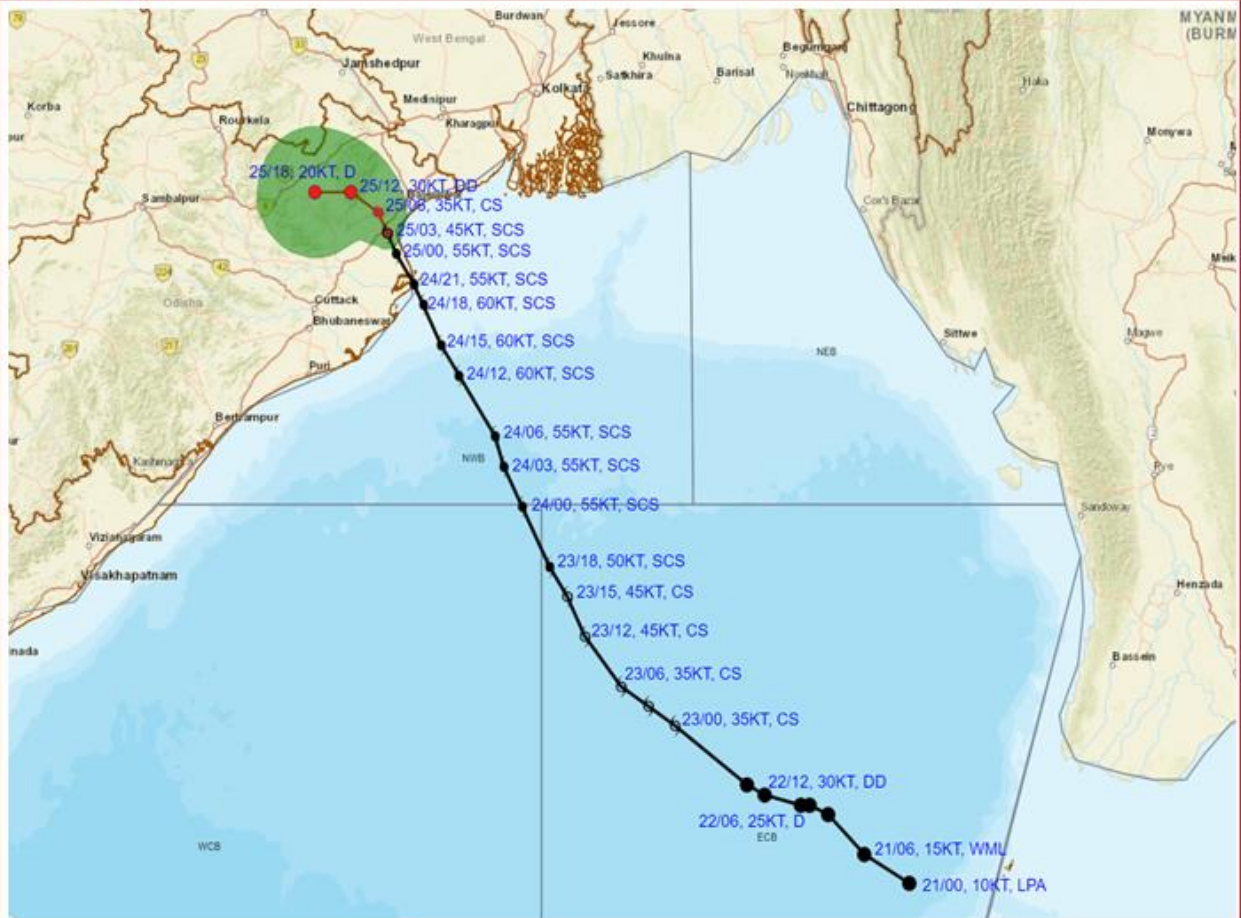 MYANM
(BURM
Burdwan
Jessore
West Bengal
Begumganj
Khulna
Jamshedpur
Satkhira
Barisal
Noakhali
Haka
Korba
Kolkata
Medinipur
Chittagong
Rourkela
Kharagpur
Monywa
25/18, 20KT, D
25/12, 30KT, DD
Sambalpur
25/06, 35KT, CS
Cox's Bazar
25/03, 45KT, SCS
25/00, 55KT, SCS
24/21, 55KT, SCS
Odisha
Cuttack
24/18, 60KT, SCS
Bhubaneswar
Sittwe
Magwe
24/15, 60KT, SCS
NEB
Puri
24/12, 60KT, SCS
Berhampur
24/06, 55KT, SCS
NWB
24/03, 55KT, SCS
Pye
24/00, 55KT, SCS
Sandoway
Vizianagaram
23/18, 50KT, SCS
Visakhapatnam
23/15, 45KT, CS
Henzada
23/12, 45KT, CS
inada
Bassein
23/06, 35KT, CS
23/00, 35KT, CS
22/12, 30KT, DD
22/06, 25KT, D
ECB
WCB
21/06, 15KT, WML
21/00, 10KT, LPA